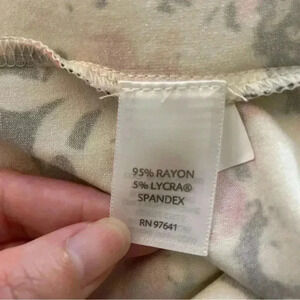 95% RAYON
5% LYCRA®
SPANDEX
RN 97641